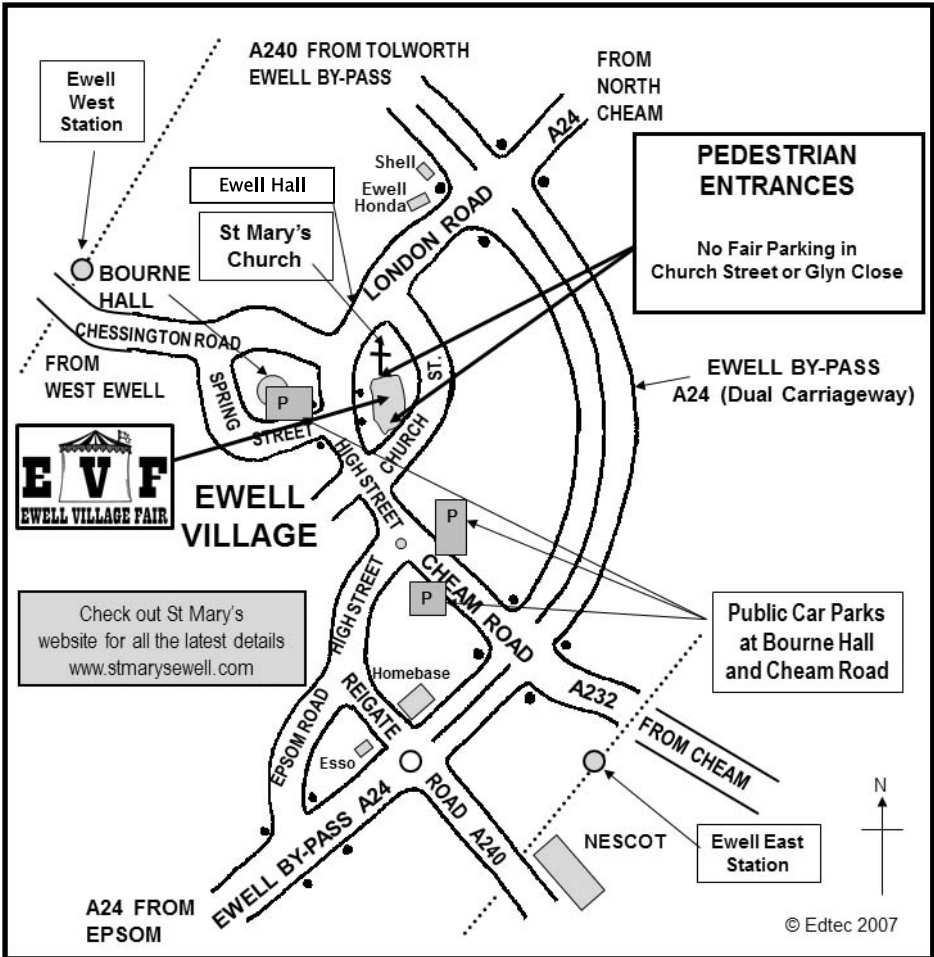 A240 FROM TOLWORTH
EWELL BY-PASS
FROM
NORTH
CHEAM
A24
Ewell
West
Station
Shell
Ewell
Honda
Ewell Hall
St Mary's
Church
LONDON ROAD
PEDESTRIAN
ENTRANCES
No Fair Parking in
Church Street or Glyn Close
BOURNE
HALL
CHESSINGTON ROAD
FROM
WEST EWELL
SPRING
STREET
P
CHURCH
ST.
HIGH STREET
EWELL BY-PASS
A24 (Dual Carriageway)
E V F
EWELL VILLAGE FAIR
EWELL
VILLAGE
P
CHEAM ROAD
P
HIGH STREET
Check out St Mary's
website for all the latest details
www.stmarysewell.com
Public Car Parks
at Bourne Hall
and Cheam Road
Homebase
REIGATE
ROAD A240
EPSOM ROAD
Esso
A232
FROM CHEAM
EWELL BY-PASS A24
NESCOT
Ewell East
Station
N
A24 FROM
EPSOM
© Edtec 2007